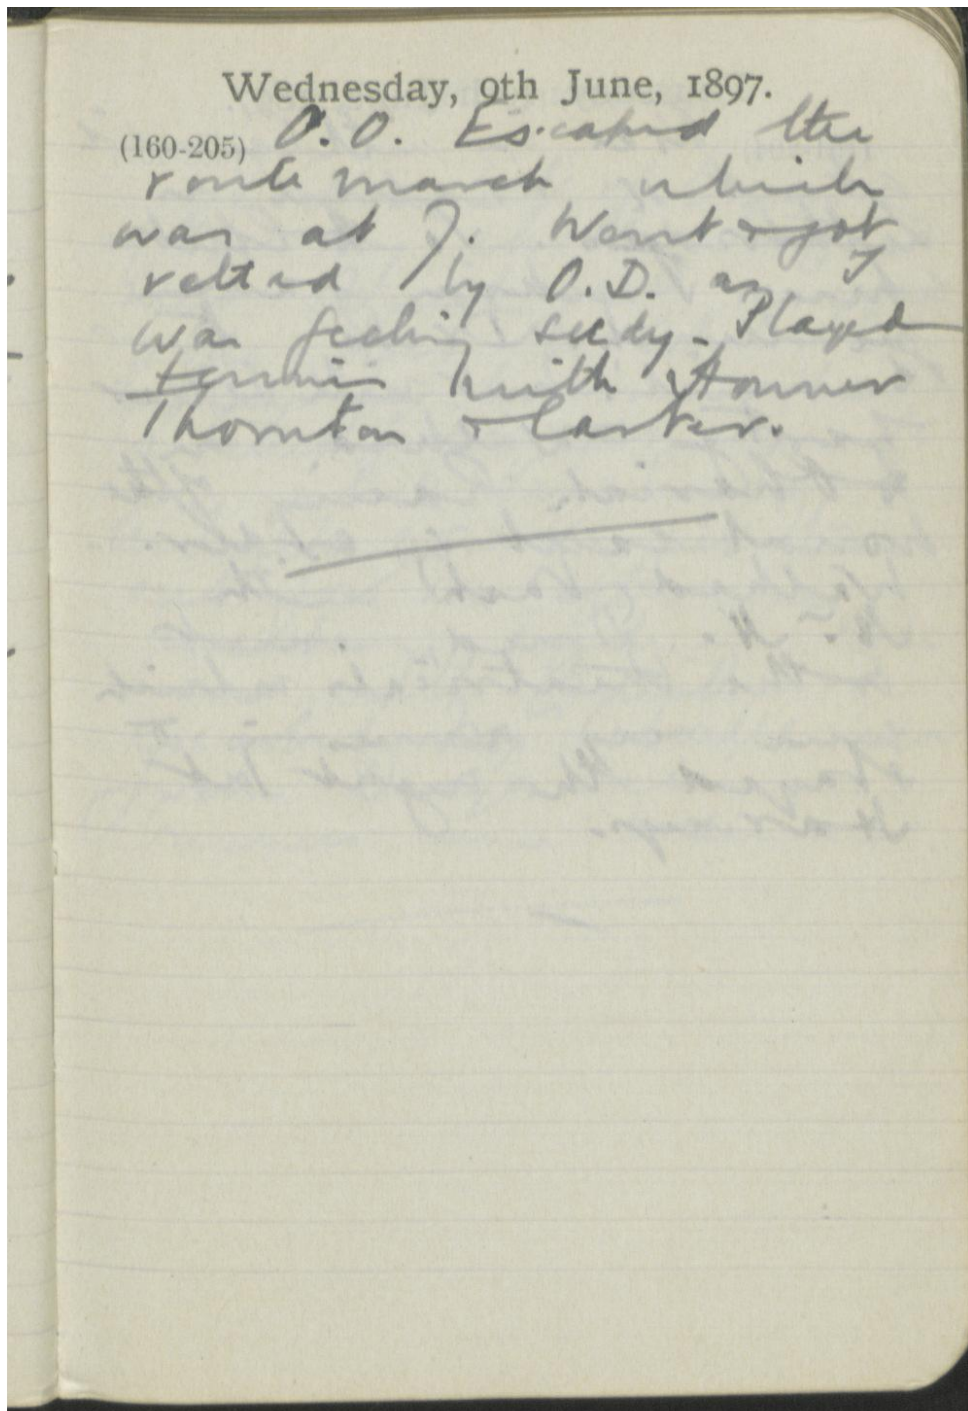 Wednesday, 9th June, 1897.
(160-205) O.O. Escaped the
route march which
was at 7. Went & got
vetted by O.D. as I
was feeling seedy. Played
tennis with
Thornton & Carter.